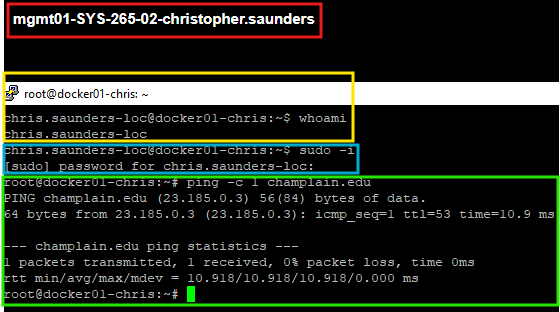 mgmt01-SYS-265-02-christopher.saunders
root@docker01-chris: ~
chris.saunders-loc@docker01-chris:~$ whoami
chris.saunders-loc
chris.saunders-loc@docker01-chris:~$ sudo -i
[sudo] password for chris.saunders-loc:
root@docker01-chris:~# ping -c 1 champlain.edu
PING champlain.edu (23.185.0.3) 56(84) bytes of data.
64 bytes from 23.185.0.3 (23.185.0.3): icmp_seq=1 ttl=53 time=10.9 ms
--- champlain.edu ping statistics ---
1 packets transmitted, 1 received, 0% packet loss, time 0ms
rtt min/avg/max/mdev = 10.918/10.918/10.918/0.000 ms
root@docker01-chris:~#